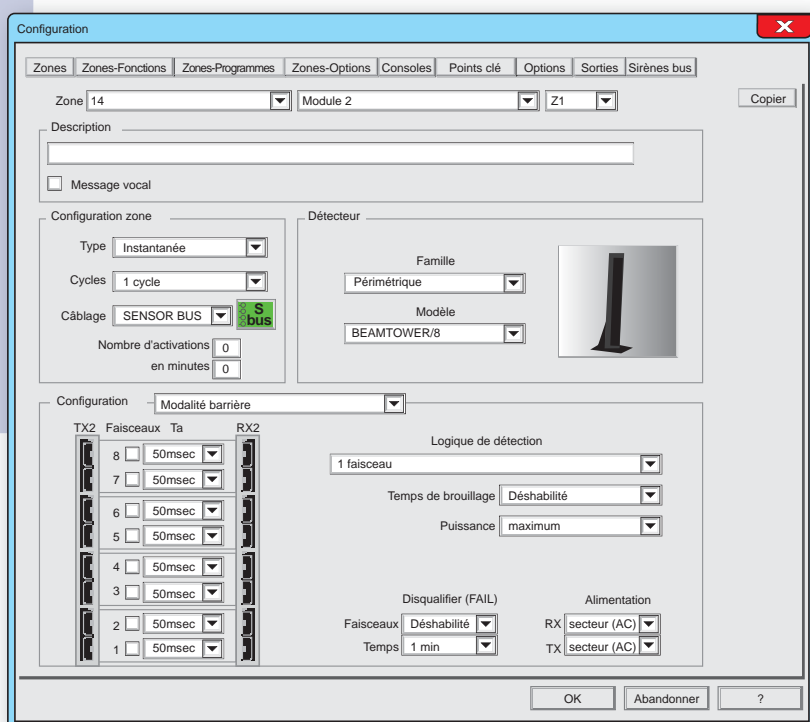 Configuration
X
Zones Zones-Fonctions Zones-Programmes Zones-Options Consoles Points clé Options Sorties Sirènes bus
Zone 14 Module 2 Z1 Copier
Description
Message vocal
Configuration zone
Type Instantanée
Cycles 1 cycle
Câblage SENSOR BUS S bus
Nombre d'activations 0
en minutes 0
Détecteur
Famille
Périmétrique
Modèle
BEAMTOWER/8
Configuration Modalité barrière
TX2 Faisceaux Ta RX2
8 50msec
7 50msec
6 50msec
5 50msec
4 50msec
3 50msec
2 50msec
1 50msec
Logique de détection
1 faisceau
Temps de brouillage Déshabilité
Puissance maximum
Disqualifier (FAIL)
Faisceaux Déshabilité
Temps 1 min
Alimentation
RX secteur (AC)
TX secteur (AC)
OK Abandonner ?